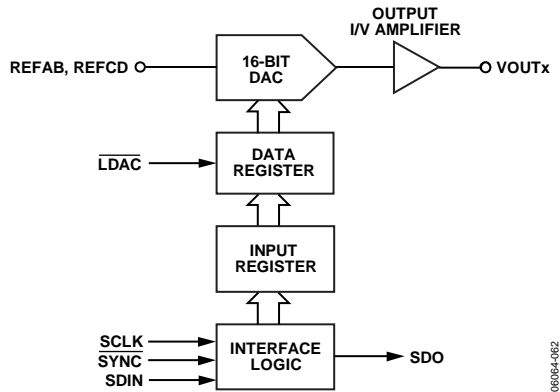 OUTPUT
I/V AMPLIFIER
REFAB, REFCD
16-BIT
DAC
VOUTx
LDAC
DATA
REGISTER
INPUT
REGISTER
SCLK
SYNC
SDIN
INTERFACE
LOGIC
SDO
06064-062